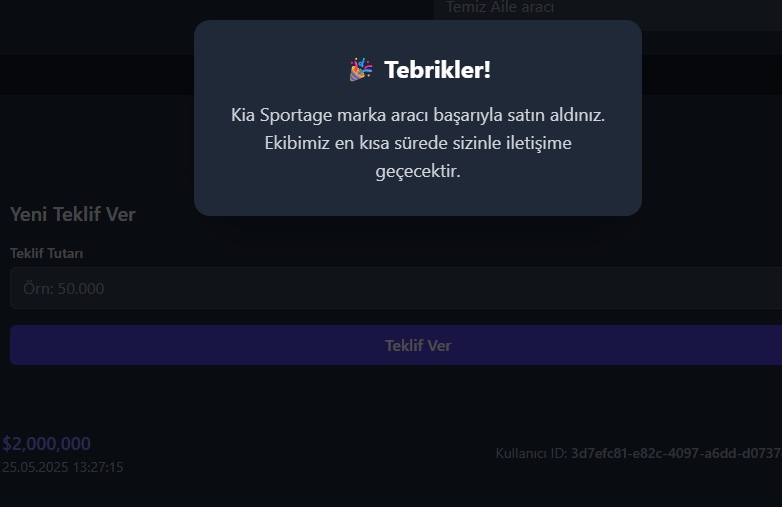 Temiz Aile aracı
🎉 Tebrikler!
Kia Sportage marka aracı başarıyla satın aldınız.
Ekibimiz en kısa sürede sizinle iletişime
geçecektir.
Yeni Teklif Ver
Teklif Tutarı
Örn: 50.000
Teklif Ver
$2,000,000
25.05.2025 13:27:15
Kullanıcı ID: 3d7efc81-e82c-4097-a6dd-d0737